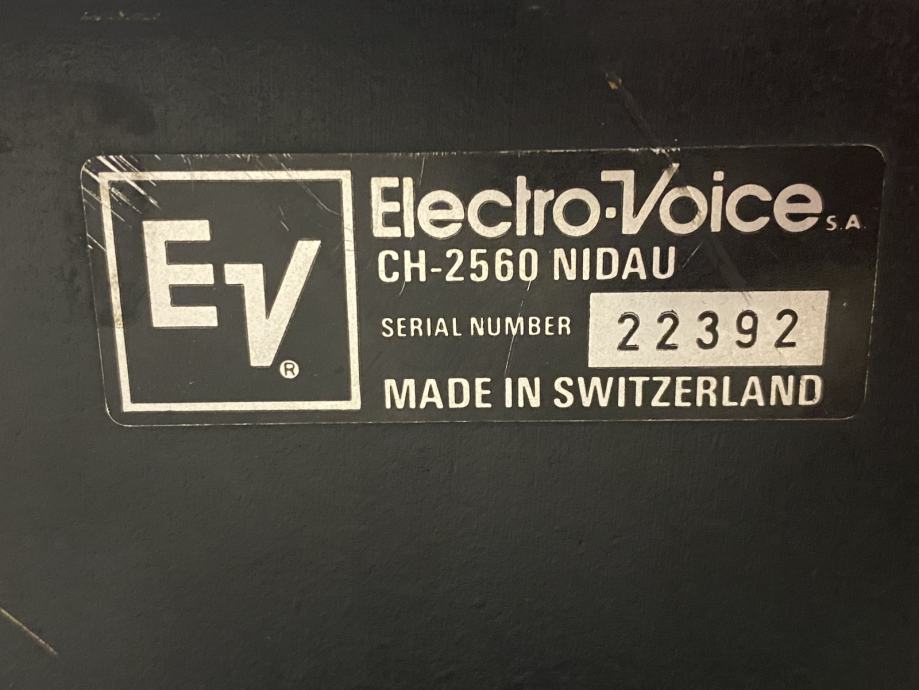 EV®
Electro-Voice S.A.
CH-2560 NIDAU
SERIAL NUMBER 22392
MADE IN SWITZERLAND